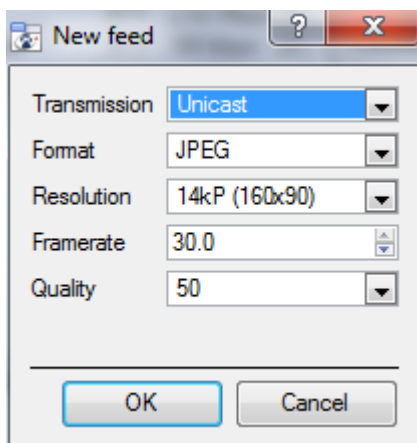 New feed
Transmission Unicast
Format JPEG
Resolution 14kP (160x90)
Framerate 30.0
Quality 50
OK Cancel